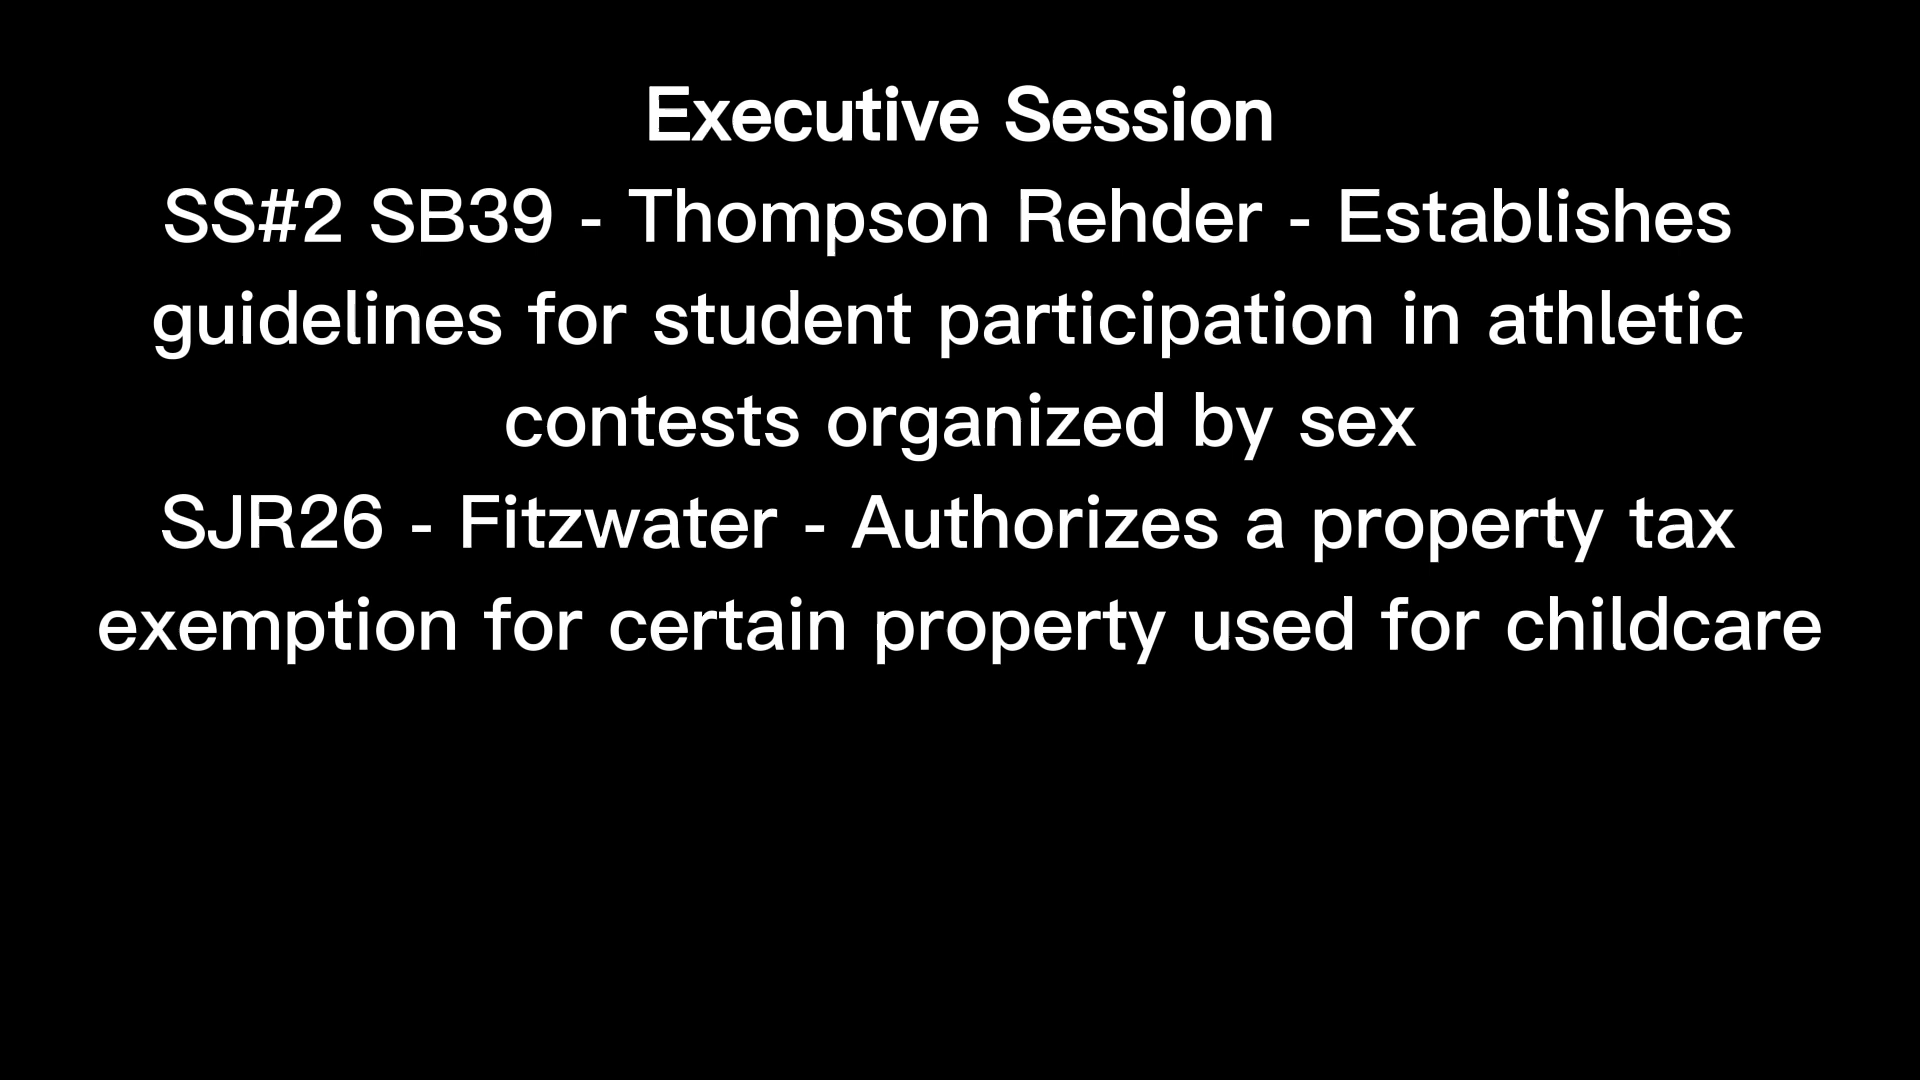 Executive Session
SS#2 SB39 - Thompson Rehder - Establishes
guidelines for student participation in athletic
contests organized by sex
SJR26 - Fitzwater - Authorizes a property tax
exemption for certain property used for childcare